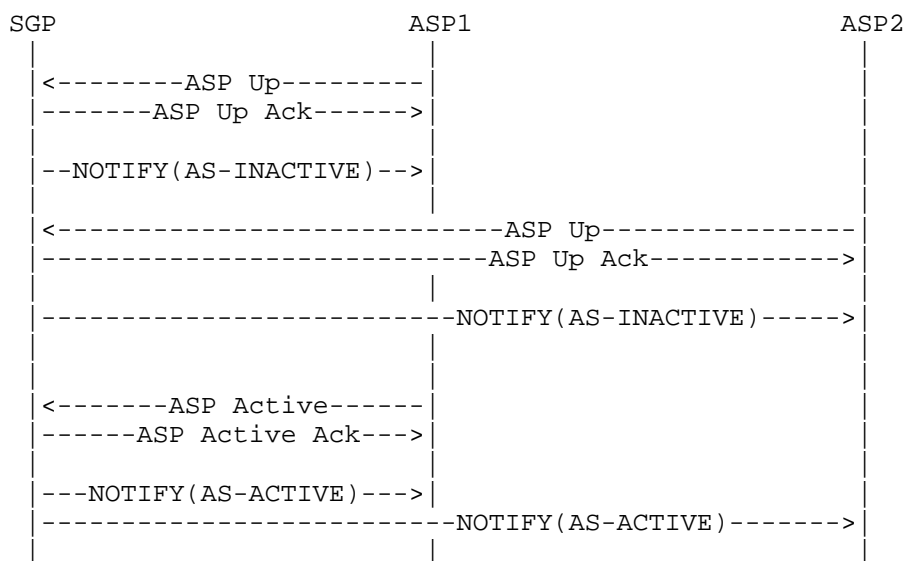 SGP ASP1 ASP2
<--------ASP Up---------
-------ASP Up Ack------>
--NOTIFY(AS-INACTIVE)-->
<-----------------------------ASP Up----------------
----------------------------ASP Up Ack------------>
--------------------------NOTIFY(AS-INACTIVE)----->
<-------ASP Active------
------ASP Active Ack--->
---NOTIFY(AS-ACTIVE)--->
--------------------------NOTIFY(AS-ACTIVE)------->